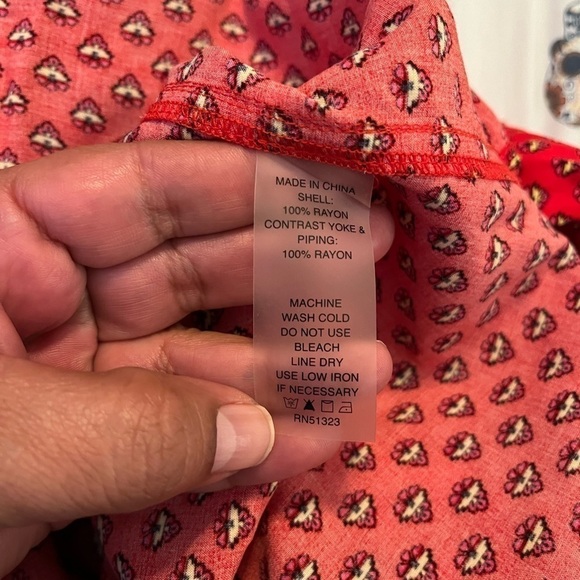 MADE IN CHINA
SHELL:
100% RAYON
CONTRAST YOKE &
PIPING:
100% RAYON
MACHINE
WASH COLD
DO NOT USE
BLEACH
LINE DRY
USE LOW IRON
IF NECESSARY
RN51323